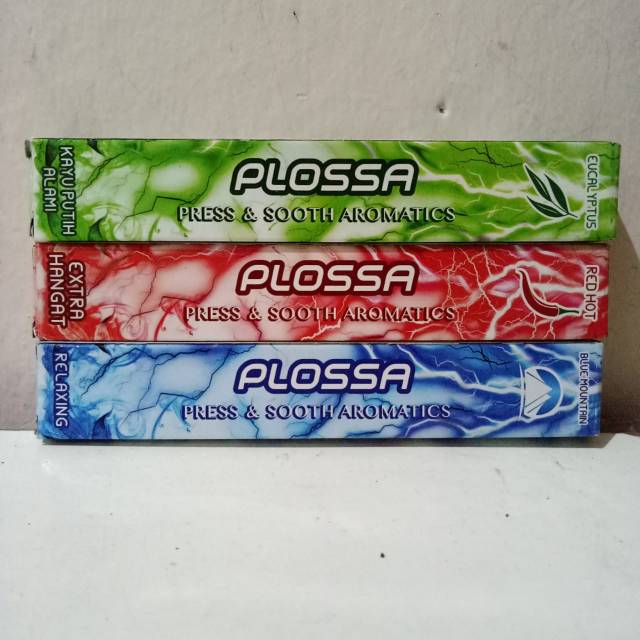 KAYU PUTIH
ALAMI
PLOSSA
PRESS & SOOTH AROMATICS
EUCALYPTUS
EXTRA
HANGAT
PLOSSA
PRESS & SOOTH AROMATICS
RED HOT
RELAXING
PLOSSA
PRESS & SOOTH AROMATICS
BLUE MOUNTAIN